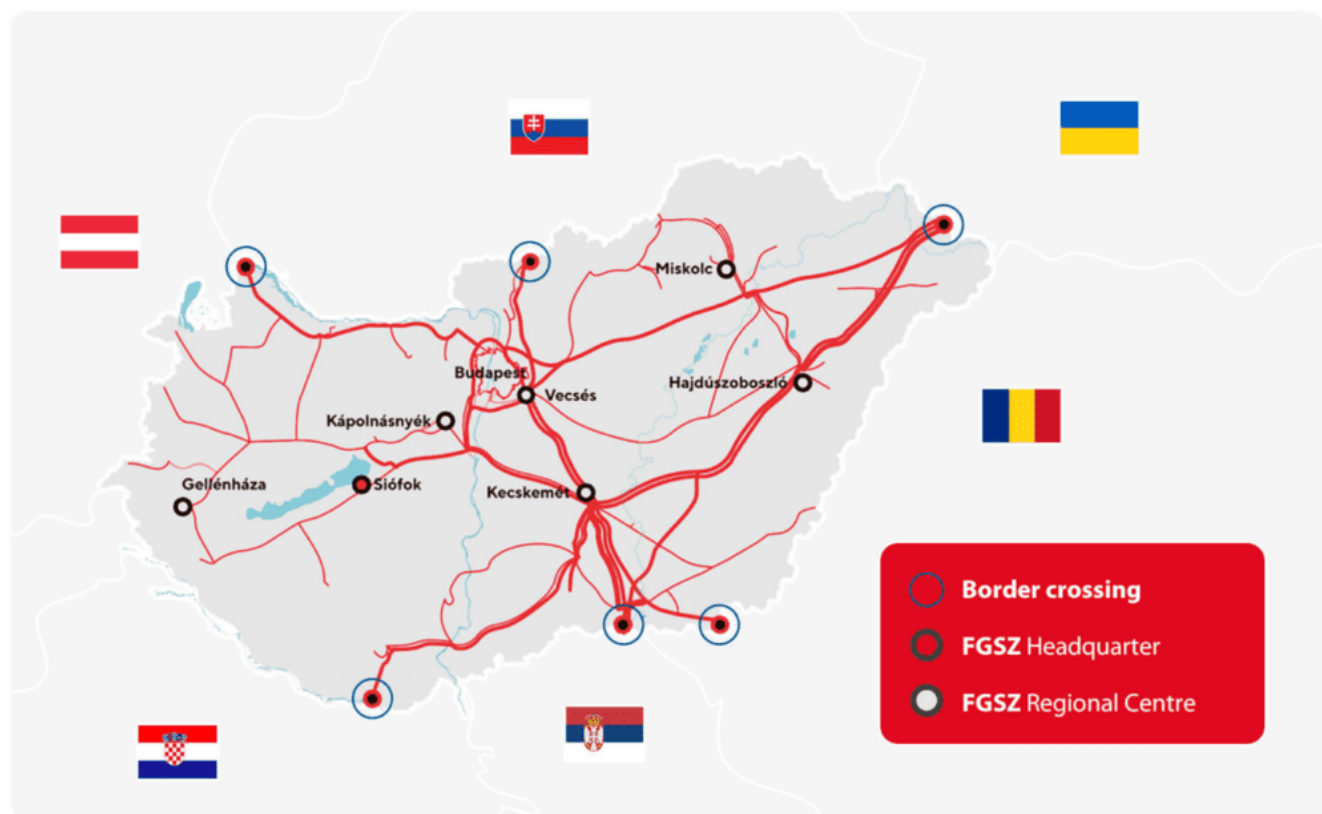 Miskolc
Budapest
Hajdúszoboszló
Vecsés
Kápolnásnyék
Gellénháza
Siófok
Kecskemét
Border crossing
FGSZ Headquarter
FGSZ Regional Centre